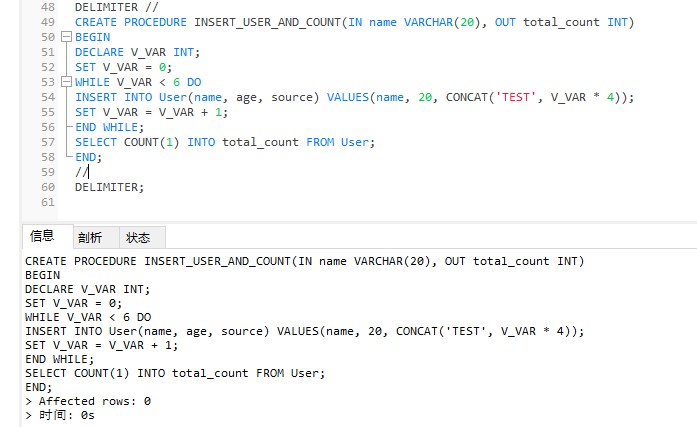 48 DELIMITER //
49 CREATE PROCEDURE INSERT_USER_AND_COUNT(IN name VARCHAR(20), OUT total_count INT)
50 BEGIN
51 DECLARE V_VAR INT;
52 SET V_VAR = 0;
53 WHILE V_VAR < 6 DO
54 INSERT INTO User(name, age, source) VALUES(name, 20, CONCAT('TEST', V_VAR * 4));
55 SET V_VAR = V_VAR + 1;
56 END WHILE;
57 SELECT COUNT(1) INTO total_count FROM User;
58 END;
59 //
60 DELIMITER;
61
信息 剖析 状态
CREATE PROCEDURE INSERT_USER_AND_COUNT(IN name VARCHAR(20), OUT total_count INT)
BEGIN
DECLARE V_VAR INT;
SET V_VAR = 0;
WHILE V_VAR < 6 DO
INSERT INTO User(name, age, source) VALUES(name, 20, CONCAT('TEST', V_VAR * 4));
SET V_VAR = V_VAR + 1;
END WHILE;
SELECT COUNT(1) INTO total_count FROM User;
END;
> Affected rows: 0
> 时间: 0s